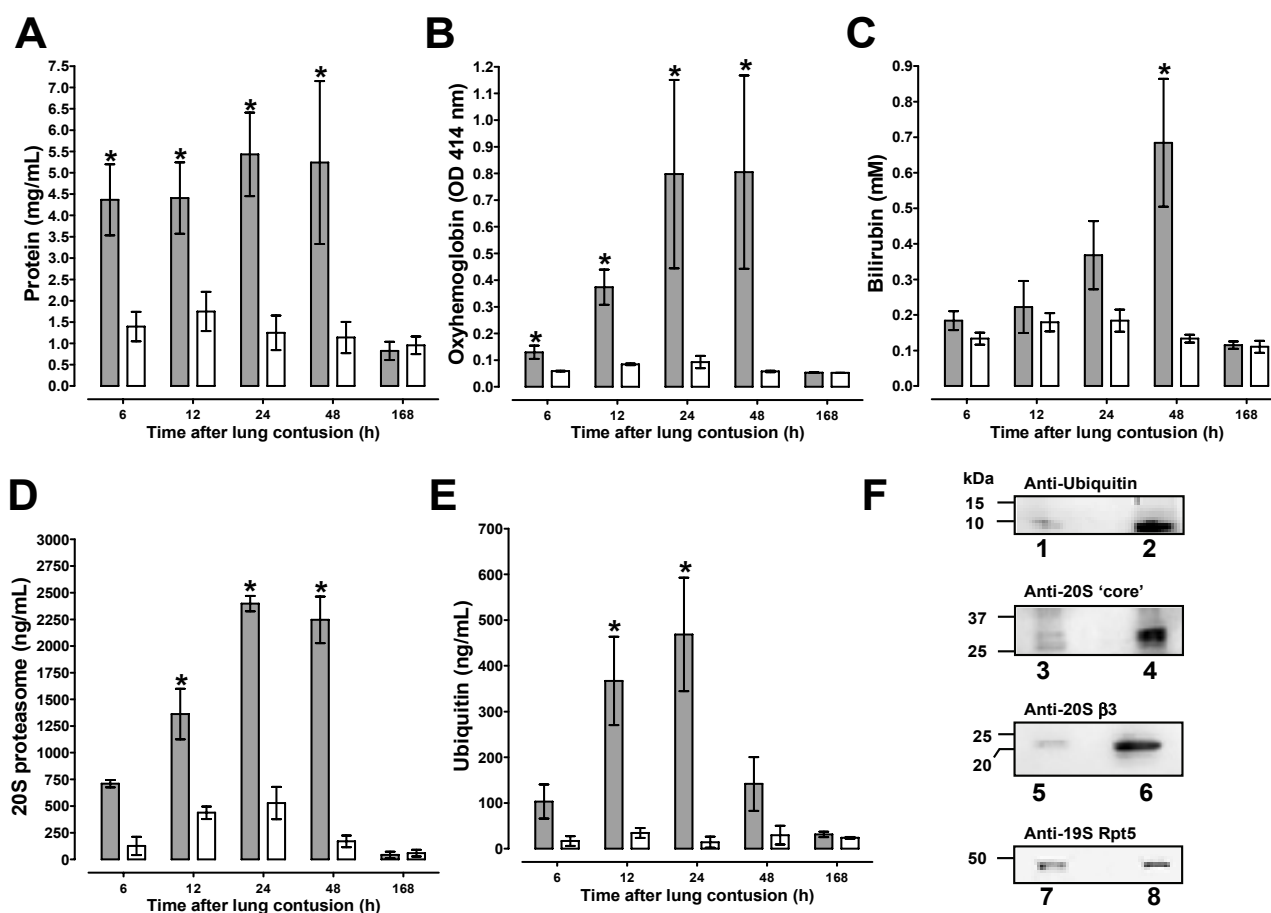 A
Protein (mg/mL)
7.5
7.0
6.5
6.0
5.5
5.0
4.5
4.0
3.5
3.0
2.5
2.0
1.5
1.0
0.5
0.0
* * * *
6 12 24 48 168
Time after lung contusion (h)
B
Oxyhemoglobin (OD 414 nm)
1.2
1.1
1.0
0.9
0.8
0.7
0.6
0.5
0.4
0.3
0.2
0.1
0.0
* * * *
6 12 24 48 168
Time after lung contusion (h)
C
Bilirubin (mM)
0.9
0.8
0.7
0.6
0.5
0.4
0.3
0.2
0.1
0.0
*
6 12 24 48 168
Time after lung contusion (h)
D
20S proteasome (ng/mL)
3000
2750
2500
2250
2000
1750
1500
1250
1000
750
500
250
0
* * *
6 12 24 48 168
Time after lung contusion (h)
E
Ubiquitin (ng/mL)
700
600
500
400
300
200
100
0
* *
6 12 24 48 168
Time after lung contusion (h)
F
kDa Anti-Ubiquitin
15
10
1 2
Anti-20S ‘core’
37
25
3 4
Anti-20S β3
25
20
5 6
Anti-19S Rpt5
50
7 8